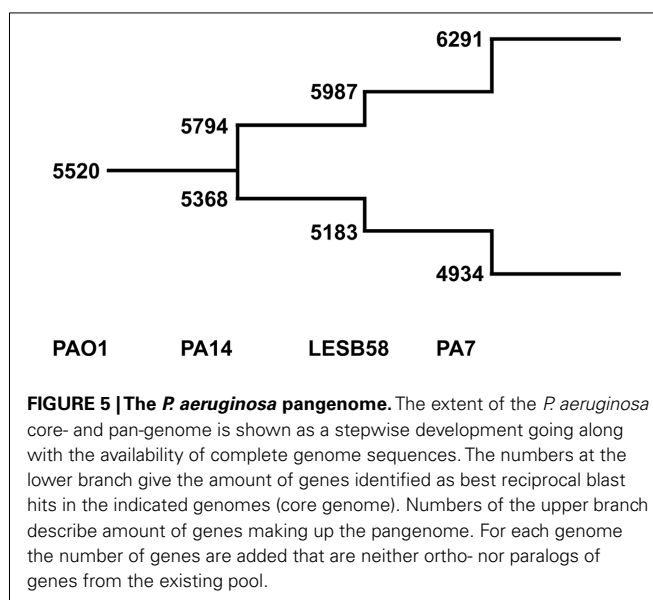 6291
5987
5794
5520
5368
5183
4934
PAO1 PA14 LESB58 PA7
FIGURE 5 | The P. aeruginosa pangenome. The extent of the P. aeruginosa
core- and pan-genome is shown as a stepwise development going along
with the availability of complete genome sequences. The numbers at the
lower branch give the amount of genes identified as best reciprocal blast
hits in the indicated genomes (core genome). Numbers of the upper branch
describe amount of genes making up the pangenome. For each genome
the number of genes are added that are neither ortho- nor paralogs of
genes from the existing pool.